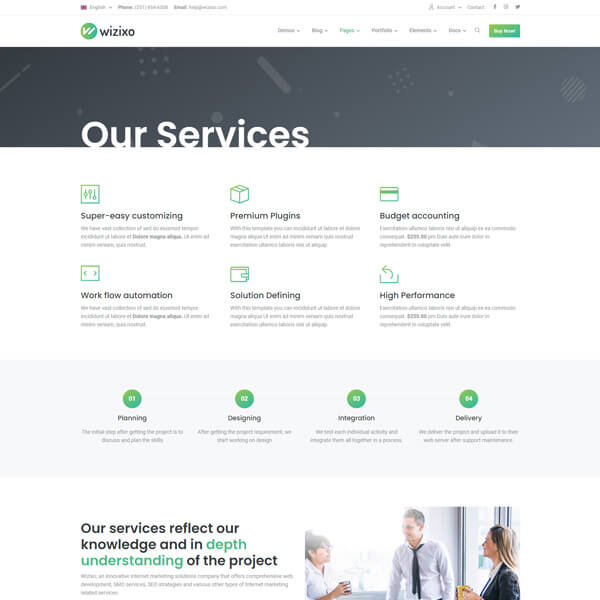 English Phone: (251) 854-6308 Email: help@wizixo.com Account Contact
wizixo Demos Blog Pages Portfolio Elements Docs Buy Now!
Our Services
Super-easy customizing Premium Plugins Budget accounting
We have vast collection of sed do eiusmod tempor With this template you can incididunt ut labore et dolore Exercitation ullamco laboris nisi ut aliquip ex ea commodo
incididunt ut labore et Dolore magna aliqua. Ut enim ad magna aliqua. Ut enim ad minim veniam, quis nostrud consequat. $255.00 pm Duis aute irure dolor in
minim veniam, quis nostrud. exercitation ullamco laboris nisi ut aliquip. reprehenderit in voluptate velit.
Work flow automation Solution Defining High Performance
We have vast collection of sed do eiusmod tempor With this template you can incididunt ut labore et dolore Exercitation ullamco laboris nisi ut aliquip ex ea commodo
incididunt ut labore et Dolore magna aliqua. Ut enim ad magna aliqua. Ut enim ad minim veniam, quis nostrud consequat. $255.00 pm Duis aute irure dolor in
minim veniam, quis nostrud. exercitation ullamco laboris nisi ut aliquip. reprehenderit in voluptate velit.
01 02 03 04
Planning Designing Integration Delivery
The initial step after getting the project is to After getting the project requirement, we We test each individual activity and We deliver the project and upload it to their
discuss and plan the skills. start working on design. integrate them all together in a process. web server after support maintenance.
Our services reflect our
knowledge and in depth
understanding of the project
Wizixo, an innovative internet marketing solutions company that offers comprehensive web
development, SMO services, SEO strategies and various other types of Internet marketing
related services.